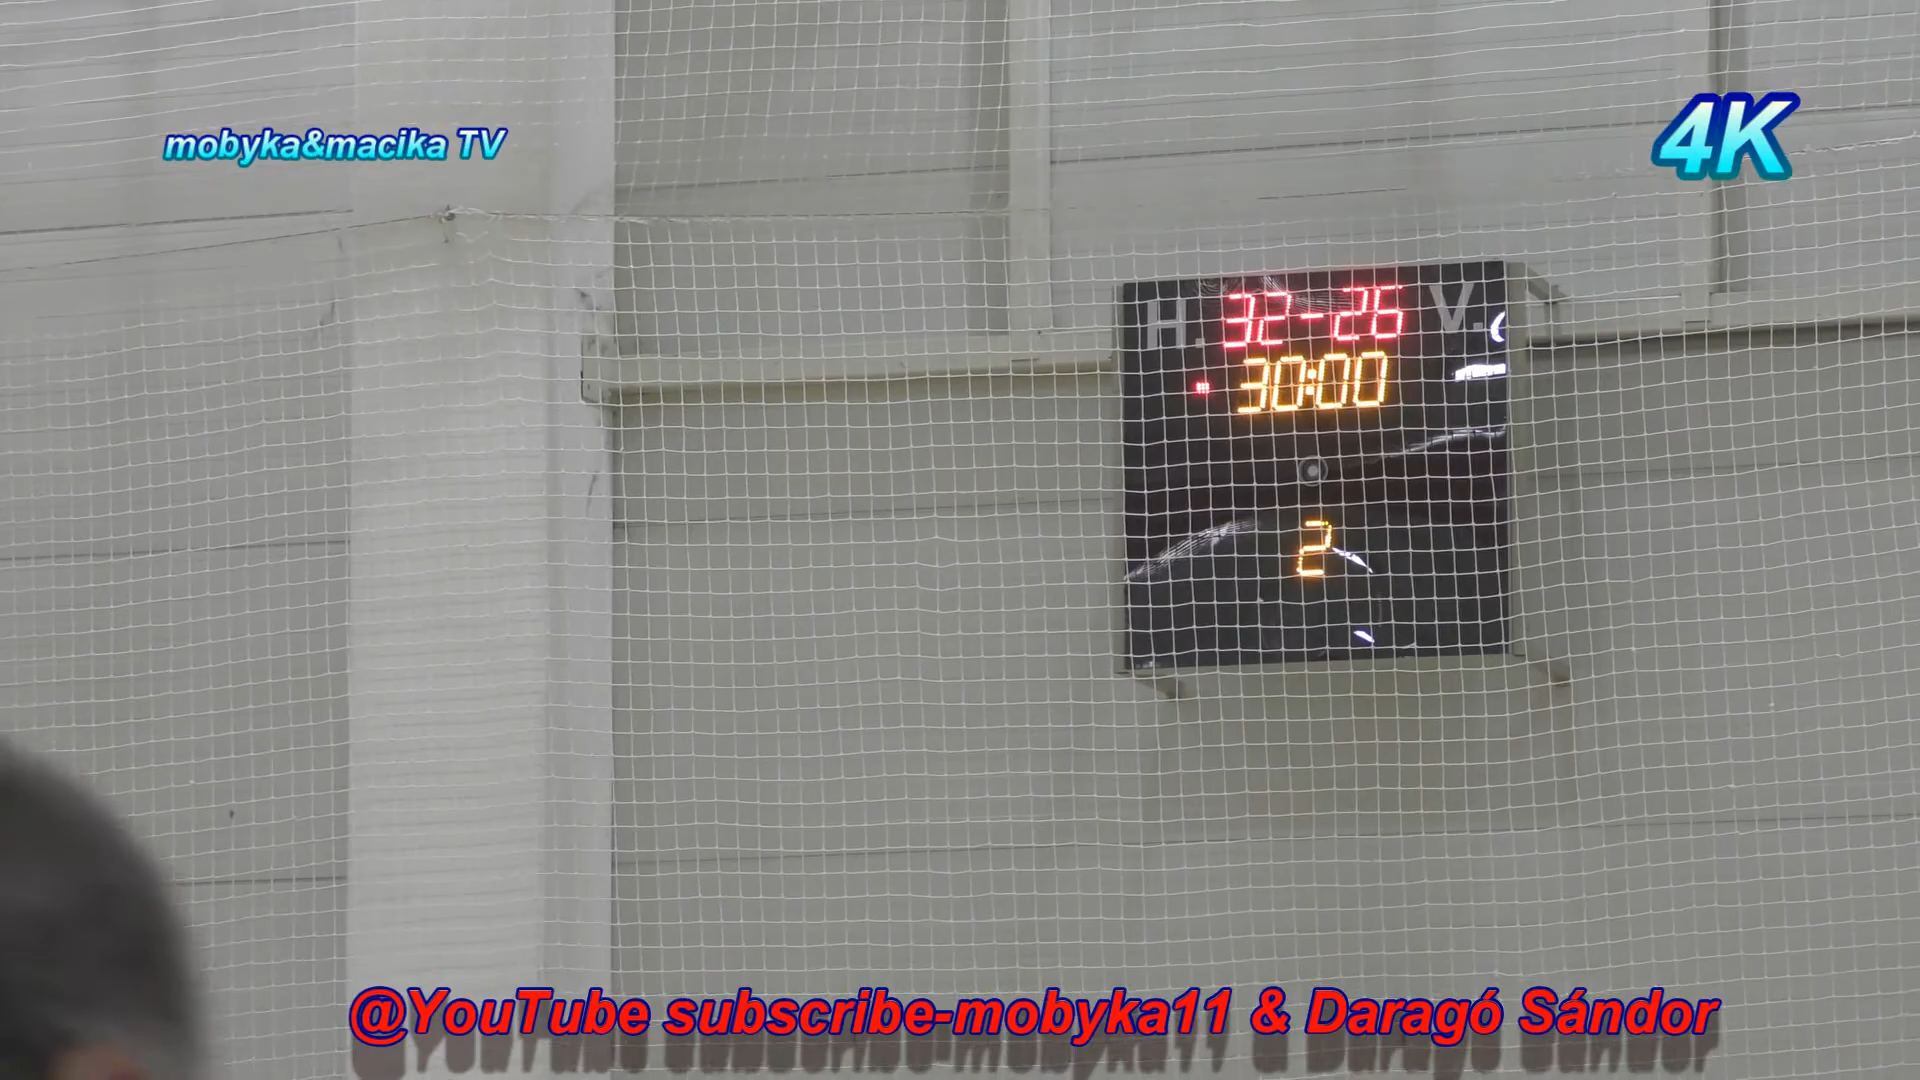 mobyka&macika TV
4K
H. 32-26 V.
30:00
2
@YouTube subscribe-mobyka11 & Daragó Sándor